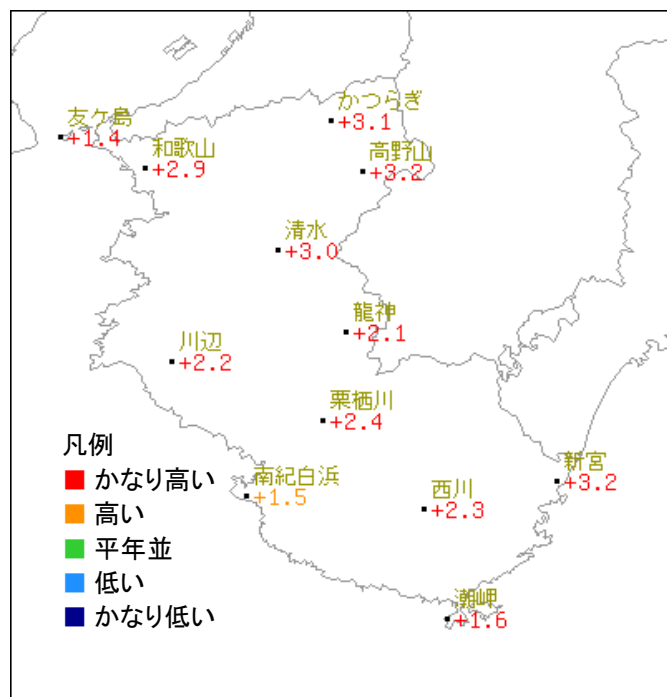 かつらぎ
+3.1
友ケ島
+1.4
和歌山
+2.9
高野山
+3.2
清水
+3.0
龍神
+2.1
川辺
+2.2
栗栖川
+2.4
凡例
かなり高い
高い
平年並
低い
かなり低い
南紀白浜
+1.5
西川
+2.3
新宮
+3.2
潮岬
+1.6